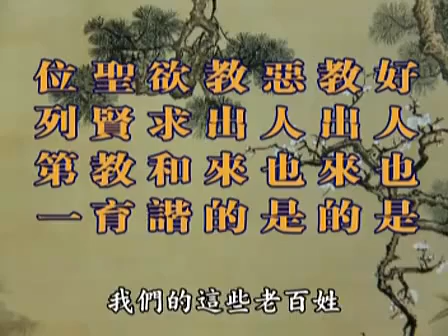 好人也是
教出來的
惡人也是
教出來的
欲求和諧
聖賢教育
位列第一
我們的這些老百姓